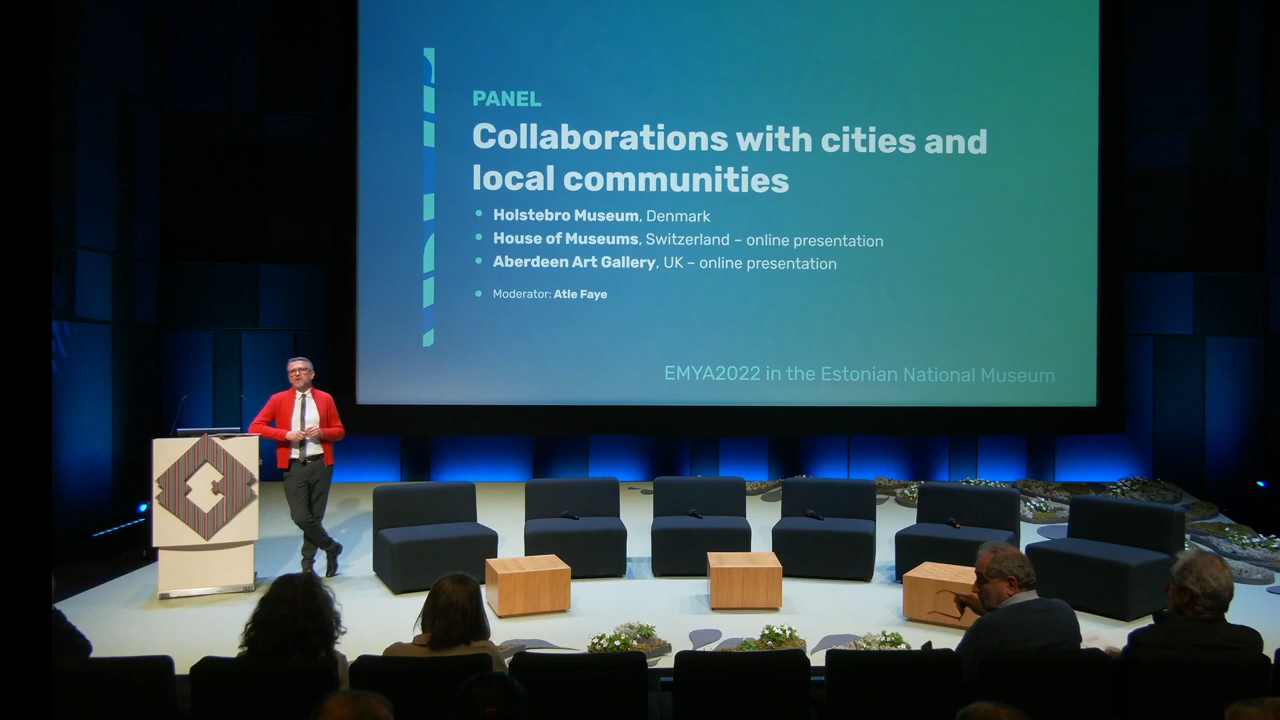 PANEL
Collaborations with cities and
local communities
Holstebro Museum, Denmark
House of Museums, Switzerland – online presentation
Aberdeen Art Gallery, UK – online presentation
Moderator: Atle Faye
EMYA2022 in the Estonian National Museum